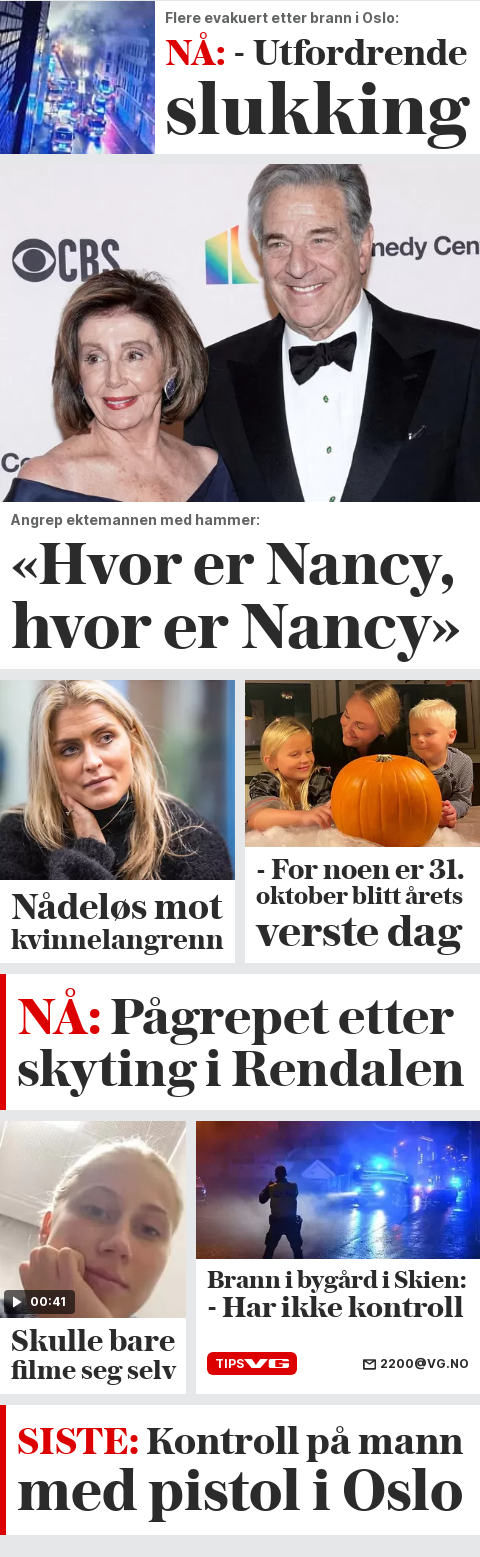 Flere evakuert etter brann i Oslo:
NÅ: - Utfordrende
slukking
CBS
nedy Cen
Angrep ektemannen med hammer:
«Hvor er Nancy,
hvor er Nancy»
Nådeløs mot
kvinnelangrenn
- For noen er 31.
oktober blitt årets
verste dag
NÅ: Pågrepet etter
skyting i Rendalen
00:41
Skulle bare
filme seg selv
Brann i bygård i Skien:
- Har ikke kontroll
TIPS VG
2200@VG.NO
SISTE: Kontroll på mann
med pistol i Oslo